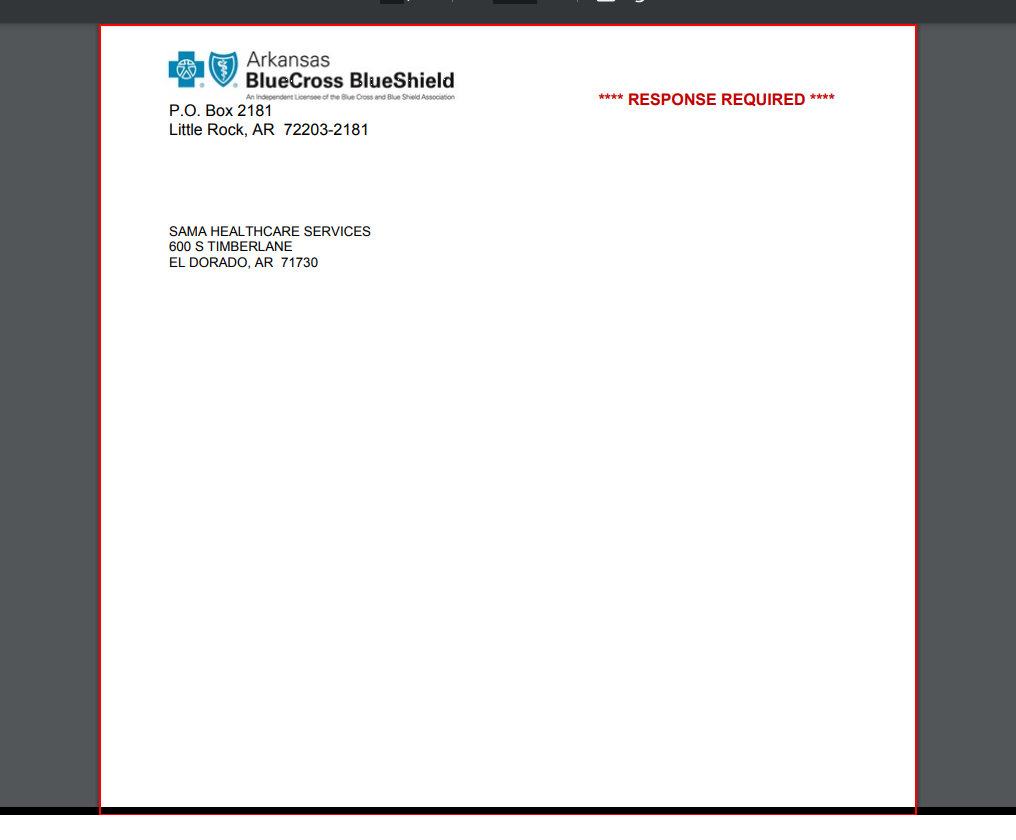 Arkansas
BlueCross BlueShield
An Independent Licensee of the Blue Cross and Blue Shield Association
**** RESPONSE REQUIRED ****
P.O. Box 2181
Little Rock, AR  72203-2181
SAMA HEALTHCARE SERVICES
600 S TIMBERLANE
EL DORADO, AR  71730